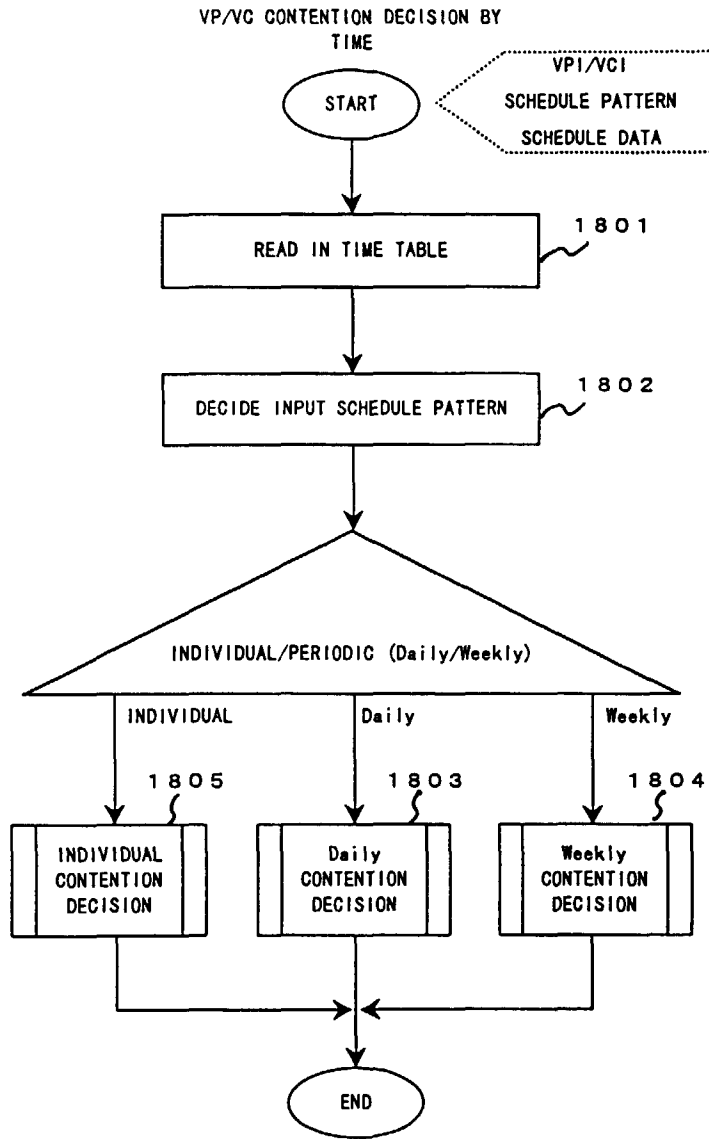 VP/VC CONTENTION DECISION BY
TIME
START
VPI/VCI
SCHEDULE PATTERN
SCHEDULE DATA
READ IN TIME TABLE
1801
DECIDE INPUT SCHEDULE PATTERN
1802
INDIVIDUAL/PERIODIC (Daily/Weekly)
INDIVIDUAL
Daily
Weekly
1805
INDIVIDUAL
CONTENTION
DECISION
1803
Daily
CONTENTION
DECISION
1804
Weekly
CONTENTION
DECISION
END